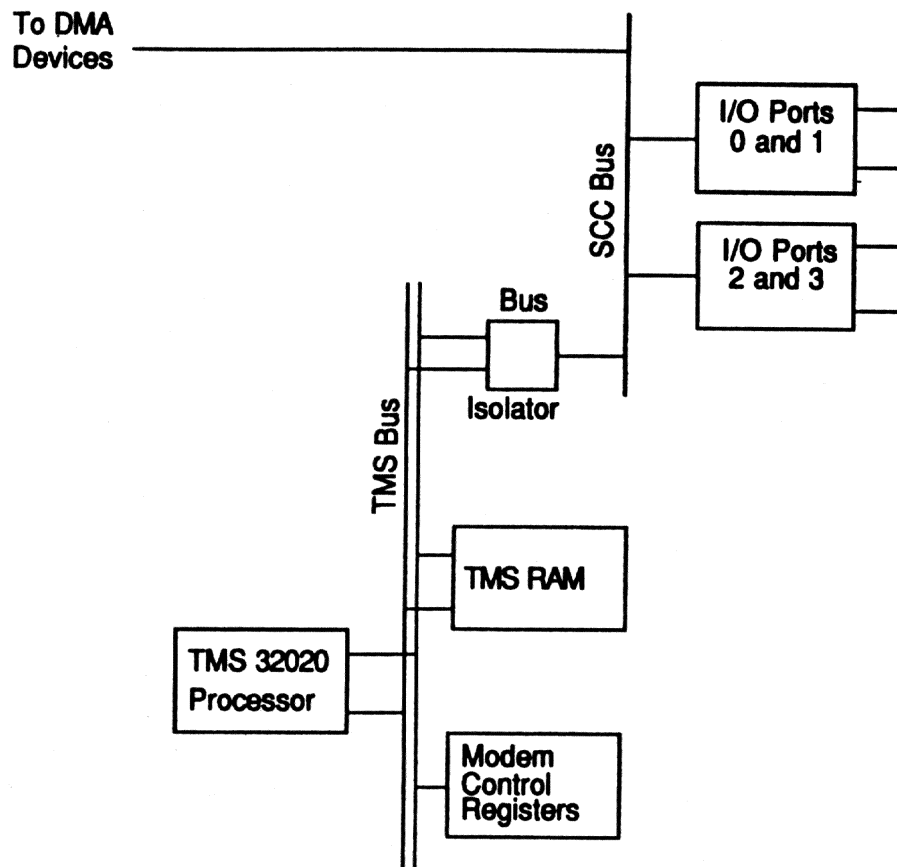 To DMA
Devices
I/O Ports
0 and 1
SCC Bus
I/O Ports
2 and 3
Bus
Isolator
TMS Bus
TMS RAM
TMS 32020
Processor
Modem
Control
Registers